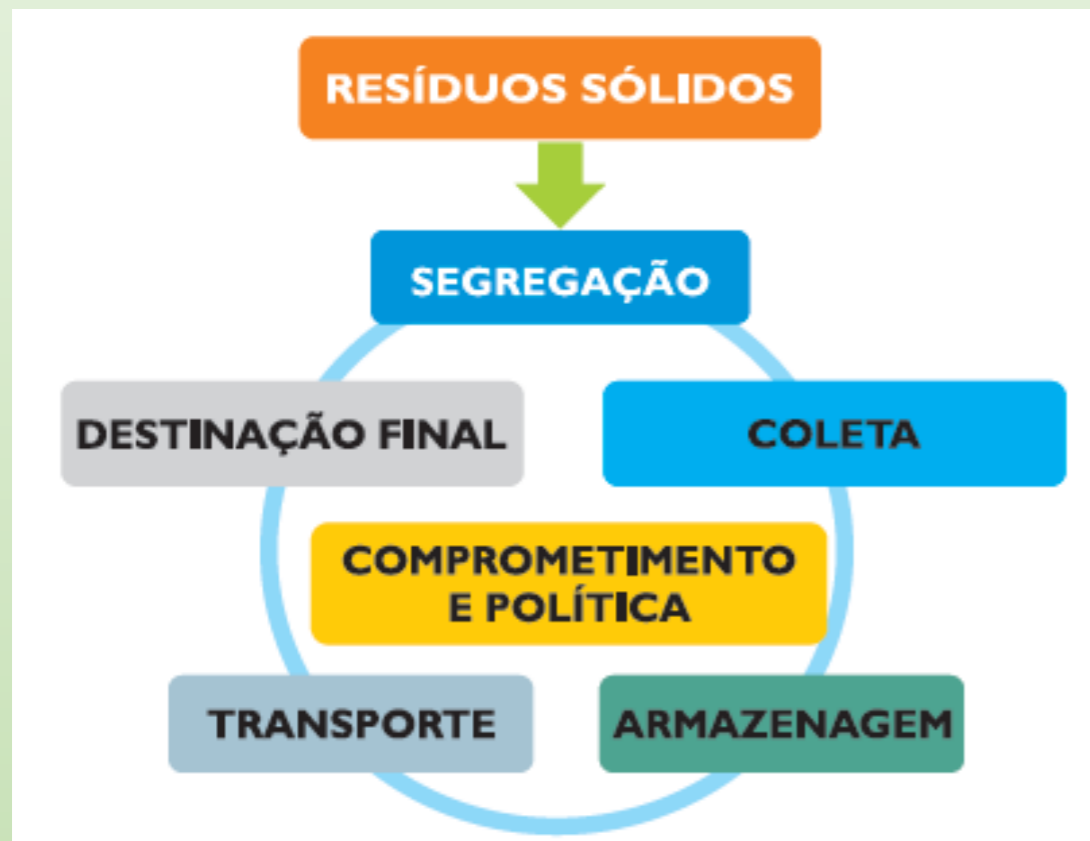 RESÍDUOS SÓLIDOS
SEGREGAÇÃO
DESTINAÇÃO FINAL
COLETA
COMPROMETIMENTO
E POLÍTICA
TRANSPORTE
ARMAZENAGEM